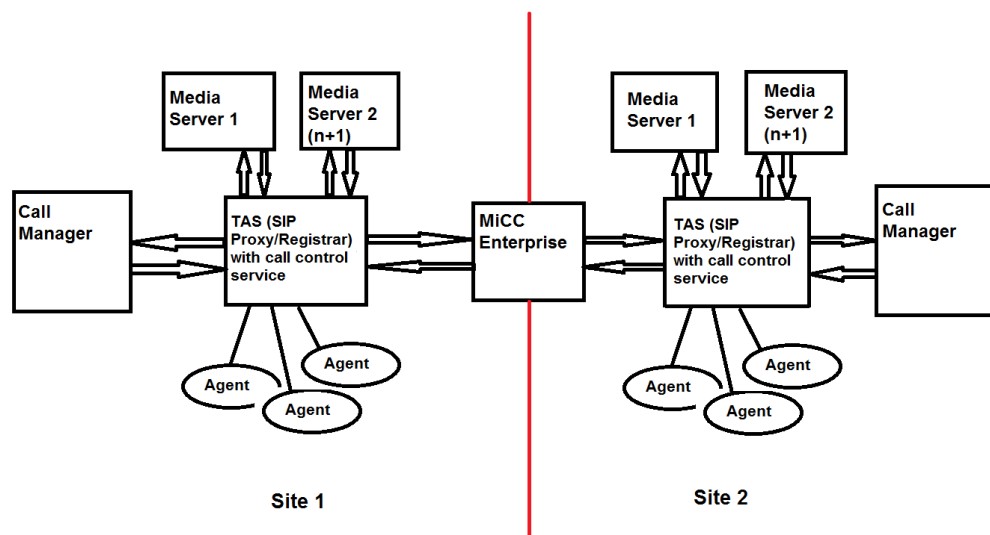 Media
Server 1
Media
Server 2
(n+1)
Media
Server 1
Media
Server 2
(n+1)
Call
Manager
TAS (SIP
Proxy/Registrar)
with call control
service
MiCC
Enterprise
TAS (SIP
Proxy/Registrar)
with call control
service
Call
Manager
Agent
Agent
Agent
Agent
Agent
Agent
Site 1
Site 2